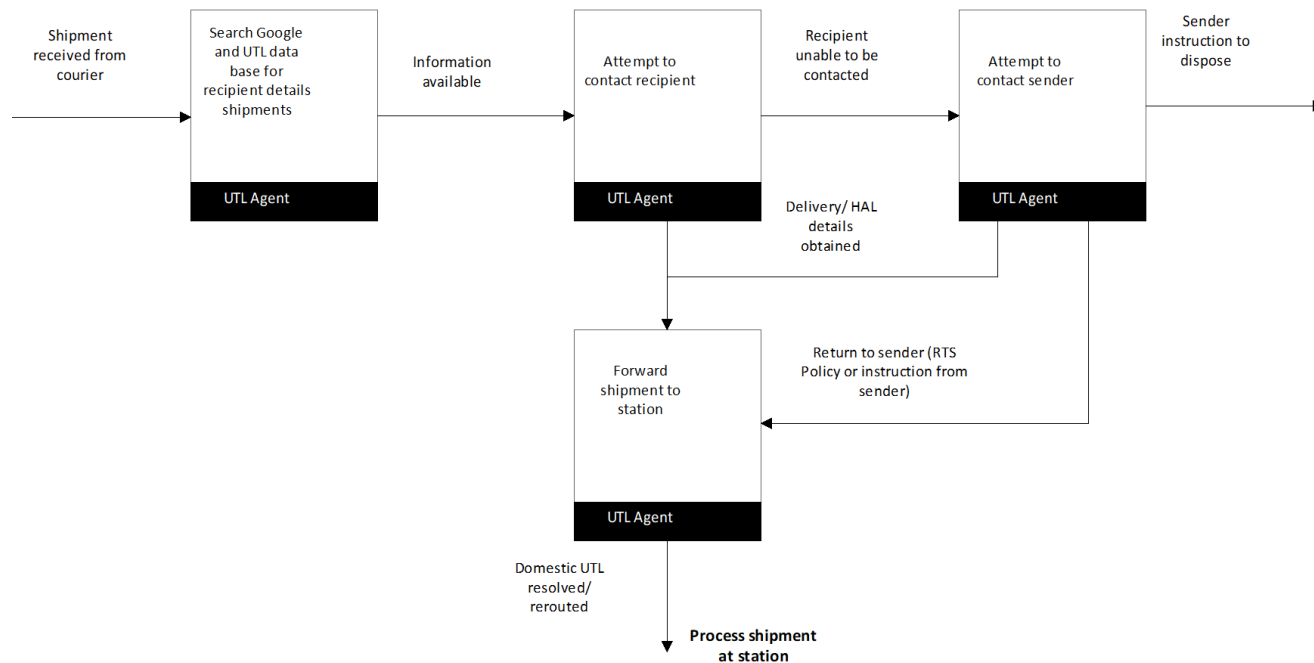 Shipment
received from
courier
Search Google
and UTL data
base for
recipient details
shipments
UTL Agent
Information
available
Attempt to
contact recipient
UTL Agent
Recipient
unable to be
contacted
Attempt to
contact sender
UTL Agent
Sender
instruction to
dispose
Delivery/ HAL
details
obtained
Forward
shipment to
station
UTL Agent
Return to sender (RTS
Policy or instruction from
sender)
Domestic UTL
resolved/
rerouted
Process shipment
at station